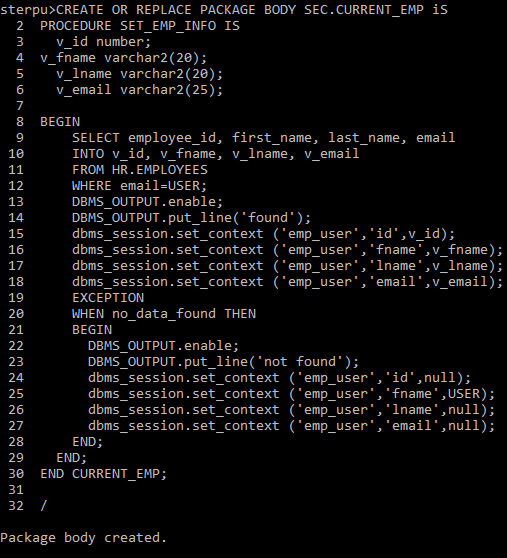 sterpu>CREATE OR REPLACE PACKAGE BODY SEC.CURRENT_EMP iS
2 PROCEDURE SET_EMP_INFO IS
3 v_id number;
4 v_fname varchar2(20);
5 v_lname varchar2(20);
6 v_email varchar2(25);
7
8 BEGIN
9 SELECT employee_id, first_name, last_name, email
10 INTO v_id, v_fname, v_lname, v_email
11 FROM HR.EMPLOYEES
12 WHERE email=USER;
13 DBMS_OUTPUT.enable;
14 DBMS_OUTPUT.put_line('found');
15 dbms_session.set_context ('emp_user','id',v_id);
16 dbms_session.set_context ('emp_user','fname',v_fname);
17 dbms_session.set_context ('emp_user','lname',v_lname);
18 dbms_session.set_context ('emp_user','email',v_email);
19 EXCEPTION
20 WHEN no_data_found THEN
21 BEGIN
22 DBMS_OUTPUT.enable;
23 DBMS_OUTPUT.put_line('not found');
24 dbms_session.set_context ('emp_user','id',null);
25 dbms_session.set_context ('emp_user','fname',USER);
26 dbms_session.set_context ('emp_user','lname',null);
27 dbms_session.set_context ('emp_user','email',null);
28 END;
29 END;
30 END CURRENT_EMP;
31
32 /
Package body created.